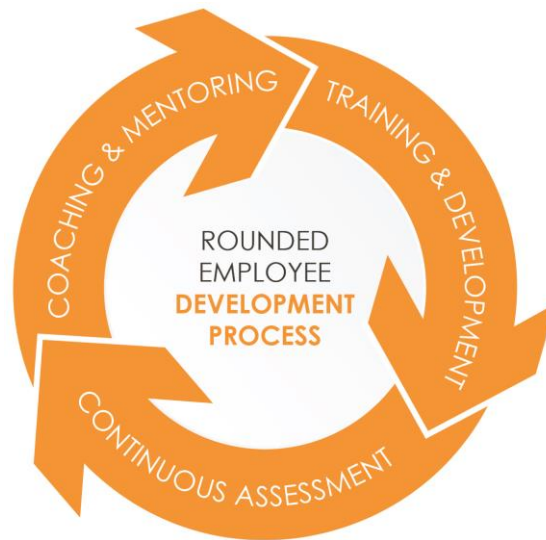 COACHING & MENTORING
TRAINING & DEVELOPMENT
ROUNDED
EMPLOYEE
DEVELOPMENT
PROCESS
CONTINUOUS ASSESSMENT